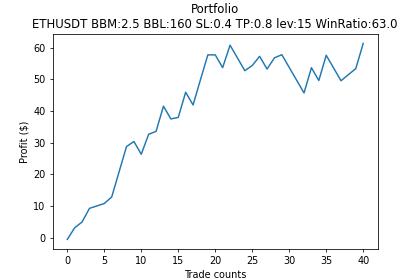 Portfolio
ETHUSDT BBM:2.5 BBL:160 SL:0.4 TP:0.8 lev:15 WinRatio:63.0
60
50
40
30
20
10
0
Profit ($)
0 5 10 15 20 25 30 35 40
Trade counts